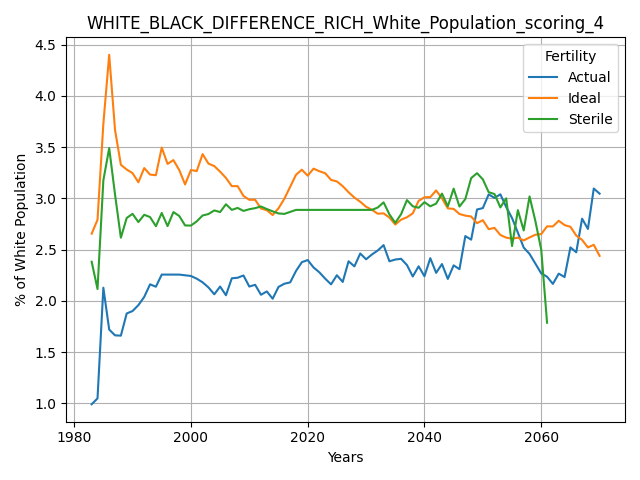 WHITE_BLACK_DIFFERENCE_RICH_White_Population_scoring_4
Fertility
Actual
Ideal
Sterile
% of White Population
4.5
4.0
3.5
3.0
2.5
2.0
1.5
1.0
1980
2000
2020
2040
2060
Years